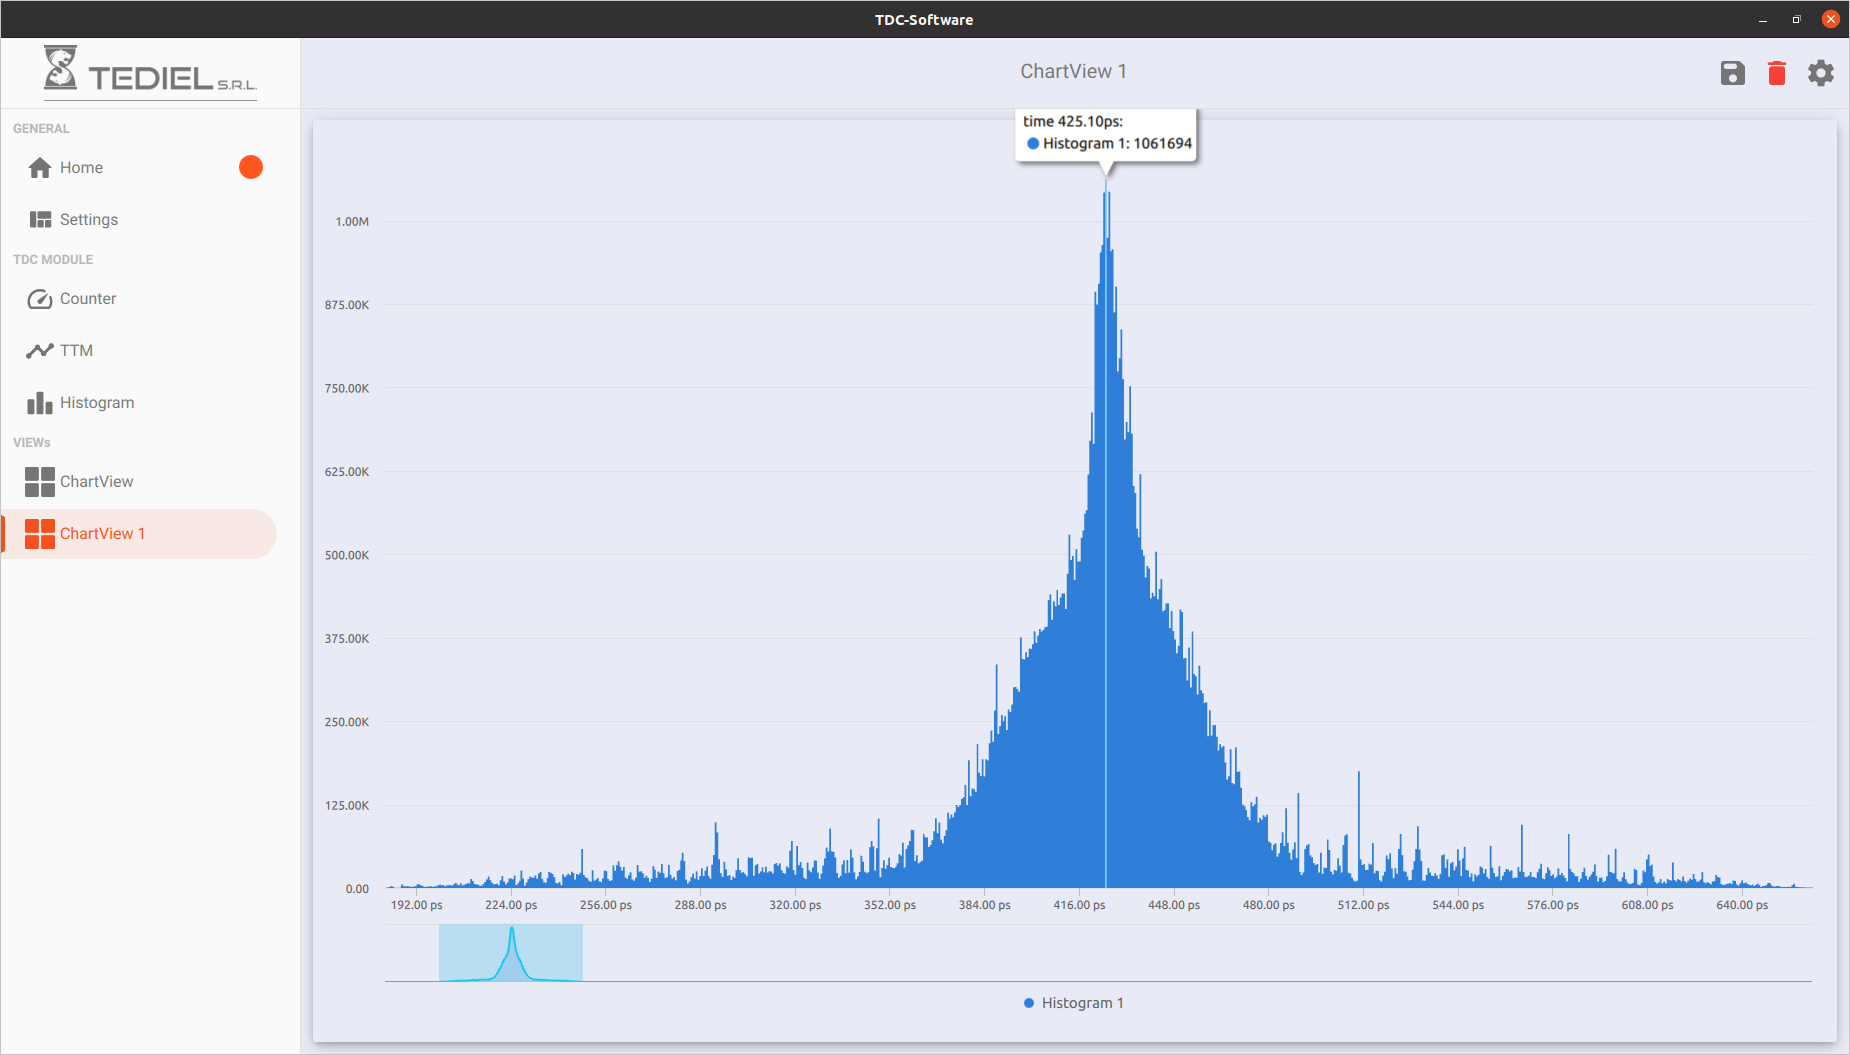 TDC-Software
TEDIEL S.R.L.
GENERAL
Home
Settings
TDC MODULE
Counter
TTM
Histogram
VIEWs
ChartView
ChartView 1
ChartView 1
time 425.10ps:
Histogram 1: 1061694
1.00M
875.00K
750.00K
625.00K
500.00K
375.00K
250.00K
125.00K
0.00
192.00 ps 224.00 ps 256.00 ps 288.00 ps 320.00 ps 352.00 ps 384.00 ps 416.00 ps 448.00 ps 480.00 ps 512.00 ps 544.00 ps 576.00 ps 608.00 ps 640.00 ps
Histogram 1